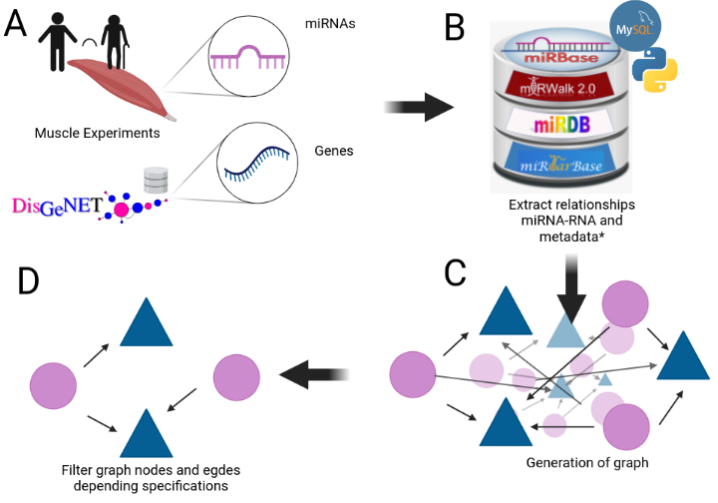 A
miRNAs
Muscle Experiments
Genes
DisGeNET
B
MySQL
miRBase
miRWalk 2.0
miRDB
miRTarBase
Extract relationships
miRNA-RNA and
metadata*
C
Generation of graph
D
Filter graph nodes and egdes
depending specifications